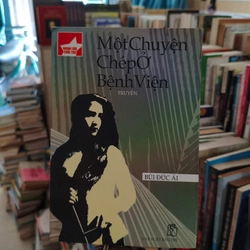 Một Chuyện
Chép Ở
Bệnh Viện
TRUYỆN
BÙI ĐỨC ÁI